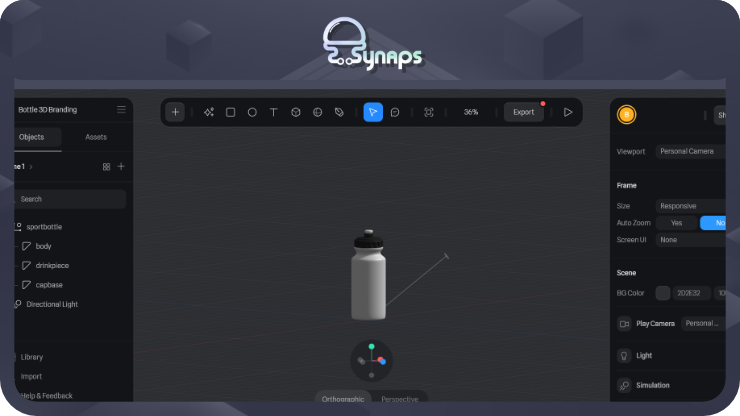 Synaps
Bottle 3D Branding
Objects
Assets
ne 1
Search
sportbottle
body
drinkpiece
capbase
Directional Light
Library
Import
Help & Feedback
36%
Export
Orthographic
Perspective
B
Sh
Viewport
Personal Camera
Frame
Size
Responsive
Auto Zoom
Yes
No
Screen UI
None
Scene
BG Color
202E32
10
Play Camera
Personal ...
Light
Simulation